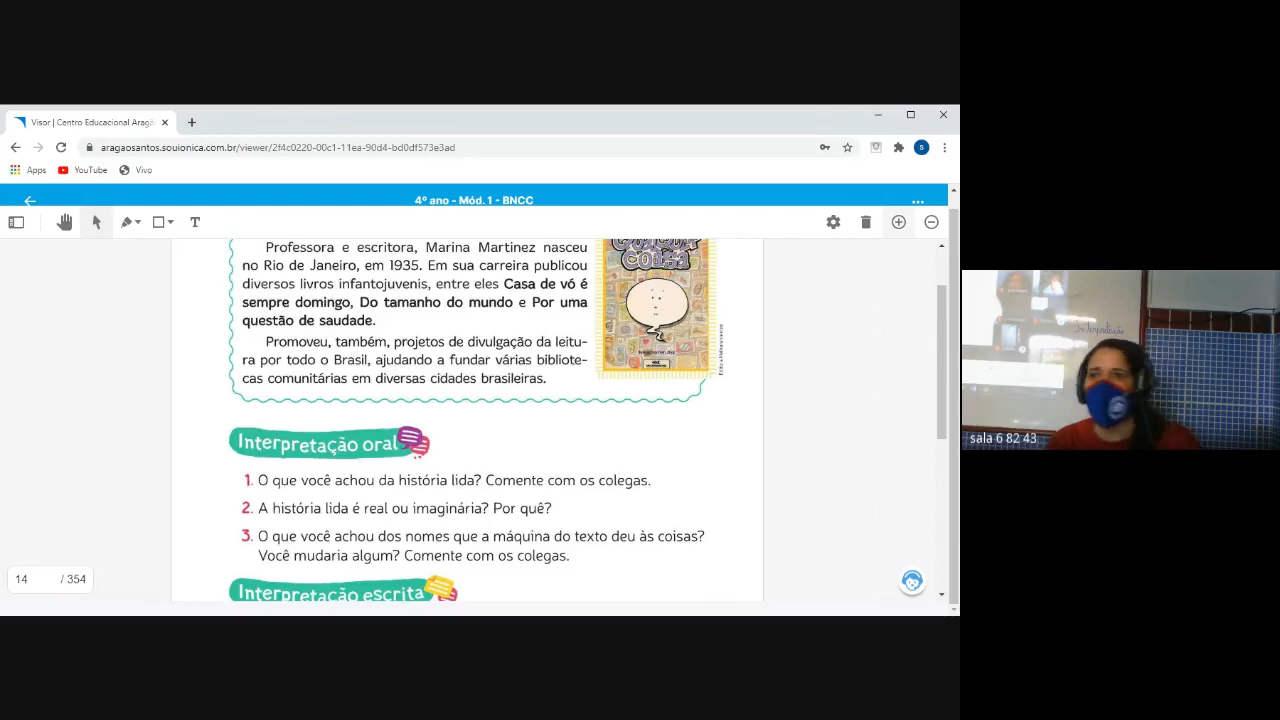 Visor | Centro Educacional Aragã
aragaosantos.souionica.com.br/viewer/2f4c0220-00c1-11ea-90d4-bd0df573e3ad
S
Apps
YouTube
Vivo
4º ano - Mód. 1 - BNCC
T
Professora e escritora, Marina Martinez nasceu
no Rio de Janeiro, em 1935. Em sua carreira publicou
diversos livros infantojuvenis, entre eles Casa de vó é
sempre domingo, Do tamanho do mundo e Por uma
questão de saudade.
Promoveu, também, projetos de divulgação da leitu-
ra por todo o Brasil, ajudando a fundar várias bibliote-
cas comunitárias em diversas cidades brasileiras.
coisa
Interpretação oral
1. O que você achou da história lida? Comente com os colegas.
2. A história lida é real ou imaginária? Por quê?
3. O que você achou dos nomes que a máquina do texto deu às coisas?
Você mudaria algum? Comente com os colegas.
Interpretação escrita
14 / 354
Interpretação
sala 6 82 43